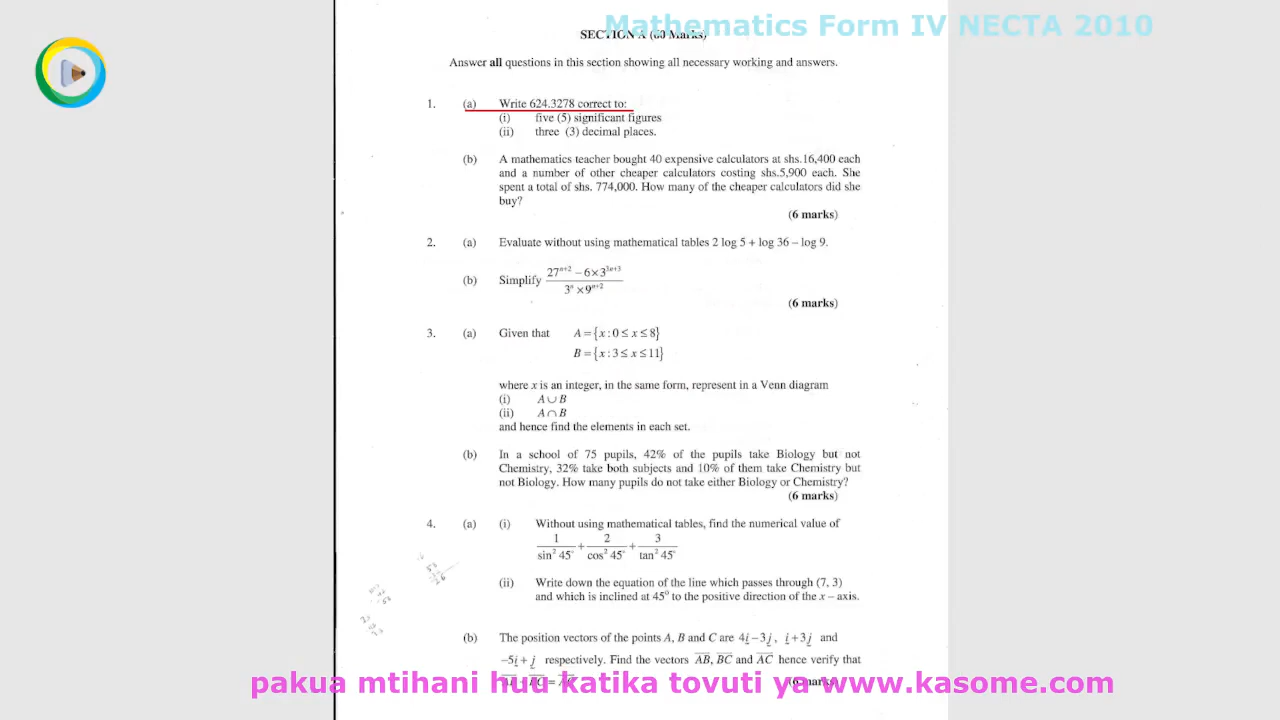 Mathematics Form IV NECTA 2010
SECTION A (60 Marks)
Answer all questions in this section showing all necessary working and answers.
1. (a) Write 624.3278 correct to:
(i) five (5) significant figures
(ii) three (3) decimal places.
(b) A mathematics teacher bought 40 expensive calculators at shs.16,400 each
and a number of other cheaper calculators costing shs.5,900 each. She
spent a total of shs. 774,000. How many of the cheaper calculators did she
buy?
(6 marks)
2. (a) Evaluate without using mathematical tables 2 log 5 + log 36 – log 9.
(b) Simplify \frac{27^{n+2} - 6 \times 3^{3n+3}}{3^n \times 9^{n+2}}
(6 marks)
3. (a) Given that A = {x : 0 ≤ x ≤ 8}
B = {x : 3 ≤ x ≤ 11}
where x is an integer, in the same form, represent in a Venn diagram
(i) A ∪ B
(ii) A ∩ B
and hence find the elements in each set.
(b) In a school of 75 pupils, 42% of the pupils take Biology but not
Chemistry, 32% take both subjects and 10% of them take Chemistry but
not Biology. How many pupils do not take either Biology or Chemistry?
(6 marks)
4. (a) (i) Without using mathematical tables, find the numerical value of
\frac{1}{sin² 45°} + \frac{2}{cos² 45°} + \frac{3}{tan² 45°}
(ii) Write down the equation of the line which passes through (7, 3)
and which is inclined at 45⁰ to the positive direction of the x – axis.
(b) The position vectors of the points A, B and C are 4i – 3j, i + 3j and
–5i + j respectively. Find the vectors AB, BC and AC hence verify that
pakua mtihani huu katika tovuti ya www.kasome.com
AB + BC = AC (6 marks)